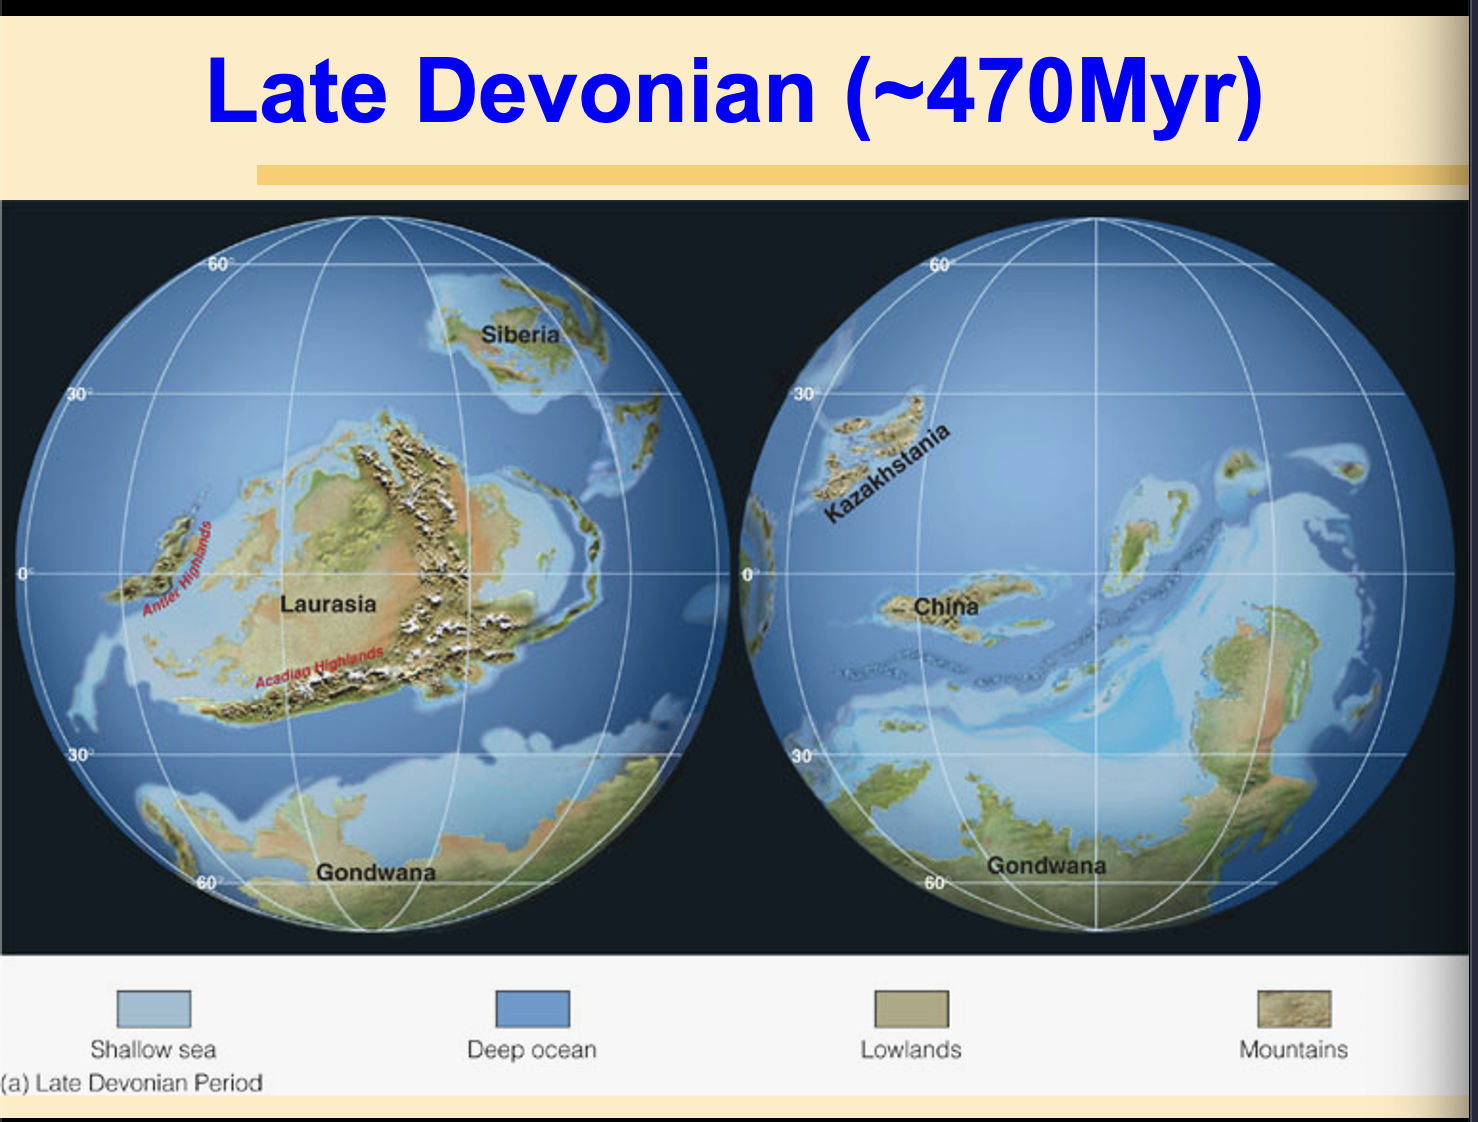 Late Devonian (~470Myr)
60°
Siberia
30°
Antler Highlands
0°
Laurasia
Acadian Highlands
30°
Gondwana
60°
60°
30°
Kazakhstania
0°
China
30°
Gondwana
60°
Shallow sea
Deep ocean
Lowlands
Mountains
(a) Late Devonian Period